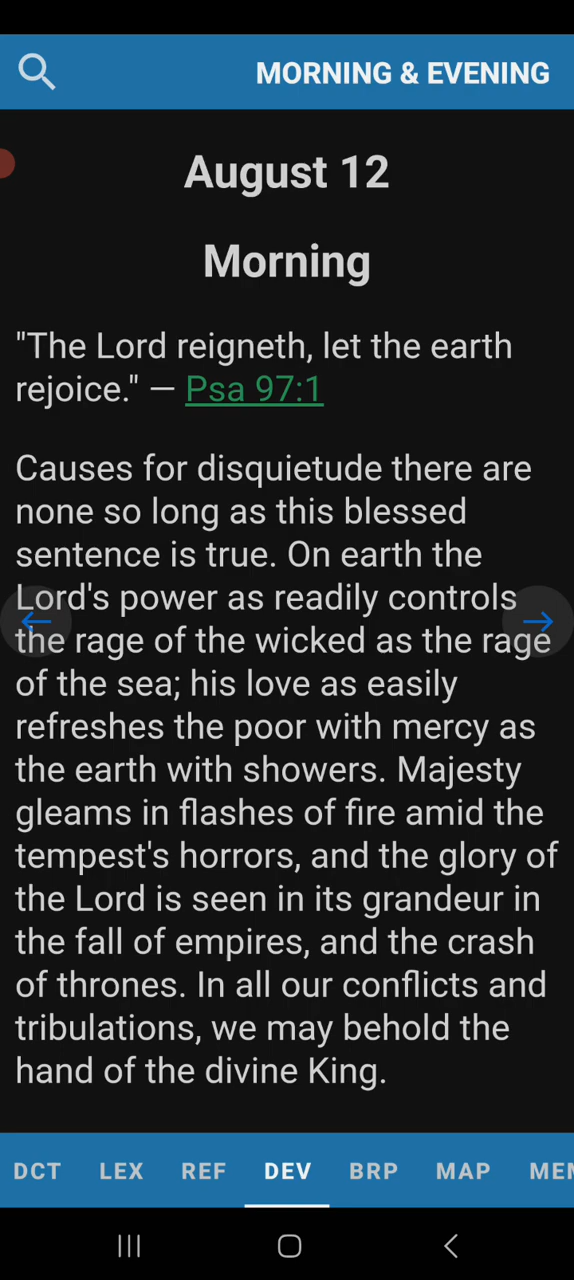 MORNING & EVENING
August 12
Morning
"The Lord reigneth, let the earth
rejoice." — Psa 97:1
Causes for disquietude there are
none so long as this blessed
sentence is true. On earth the
Lord's power as readily controls
the rage of the wicked as the rage
of the sea; his love as easily
refreshes the poor with mercy as
the earth with showers. Majesty
gleams in flashes of fire amid the
tempest's horrors, and the glory of
the Lord is seen in its grandeur in
the fall of empires, and the crash
of thrones. In all our conflicts and
tribulations, we may behold the
hand of the divine King.
DCT LEX REF DEV BRP MAP MEM